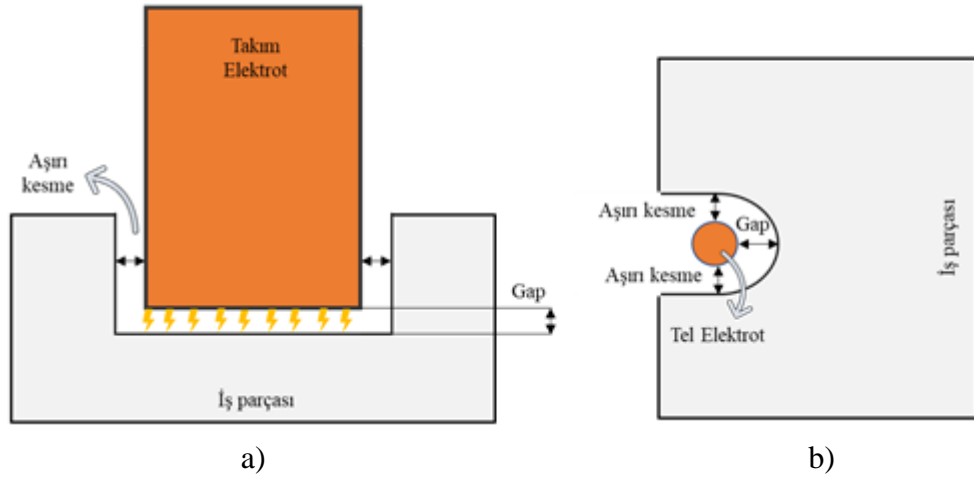 Takım
Elektrot
Aşırı
kesme
Gap
İş parçası
a)
Aşırı kesme
Gap
Aşırı kesme
Tel Elektrot
İş parçası
b)